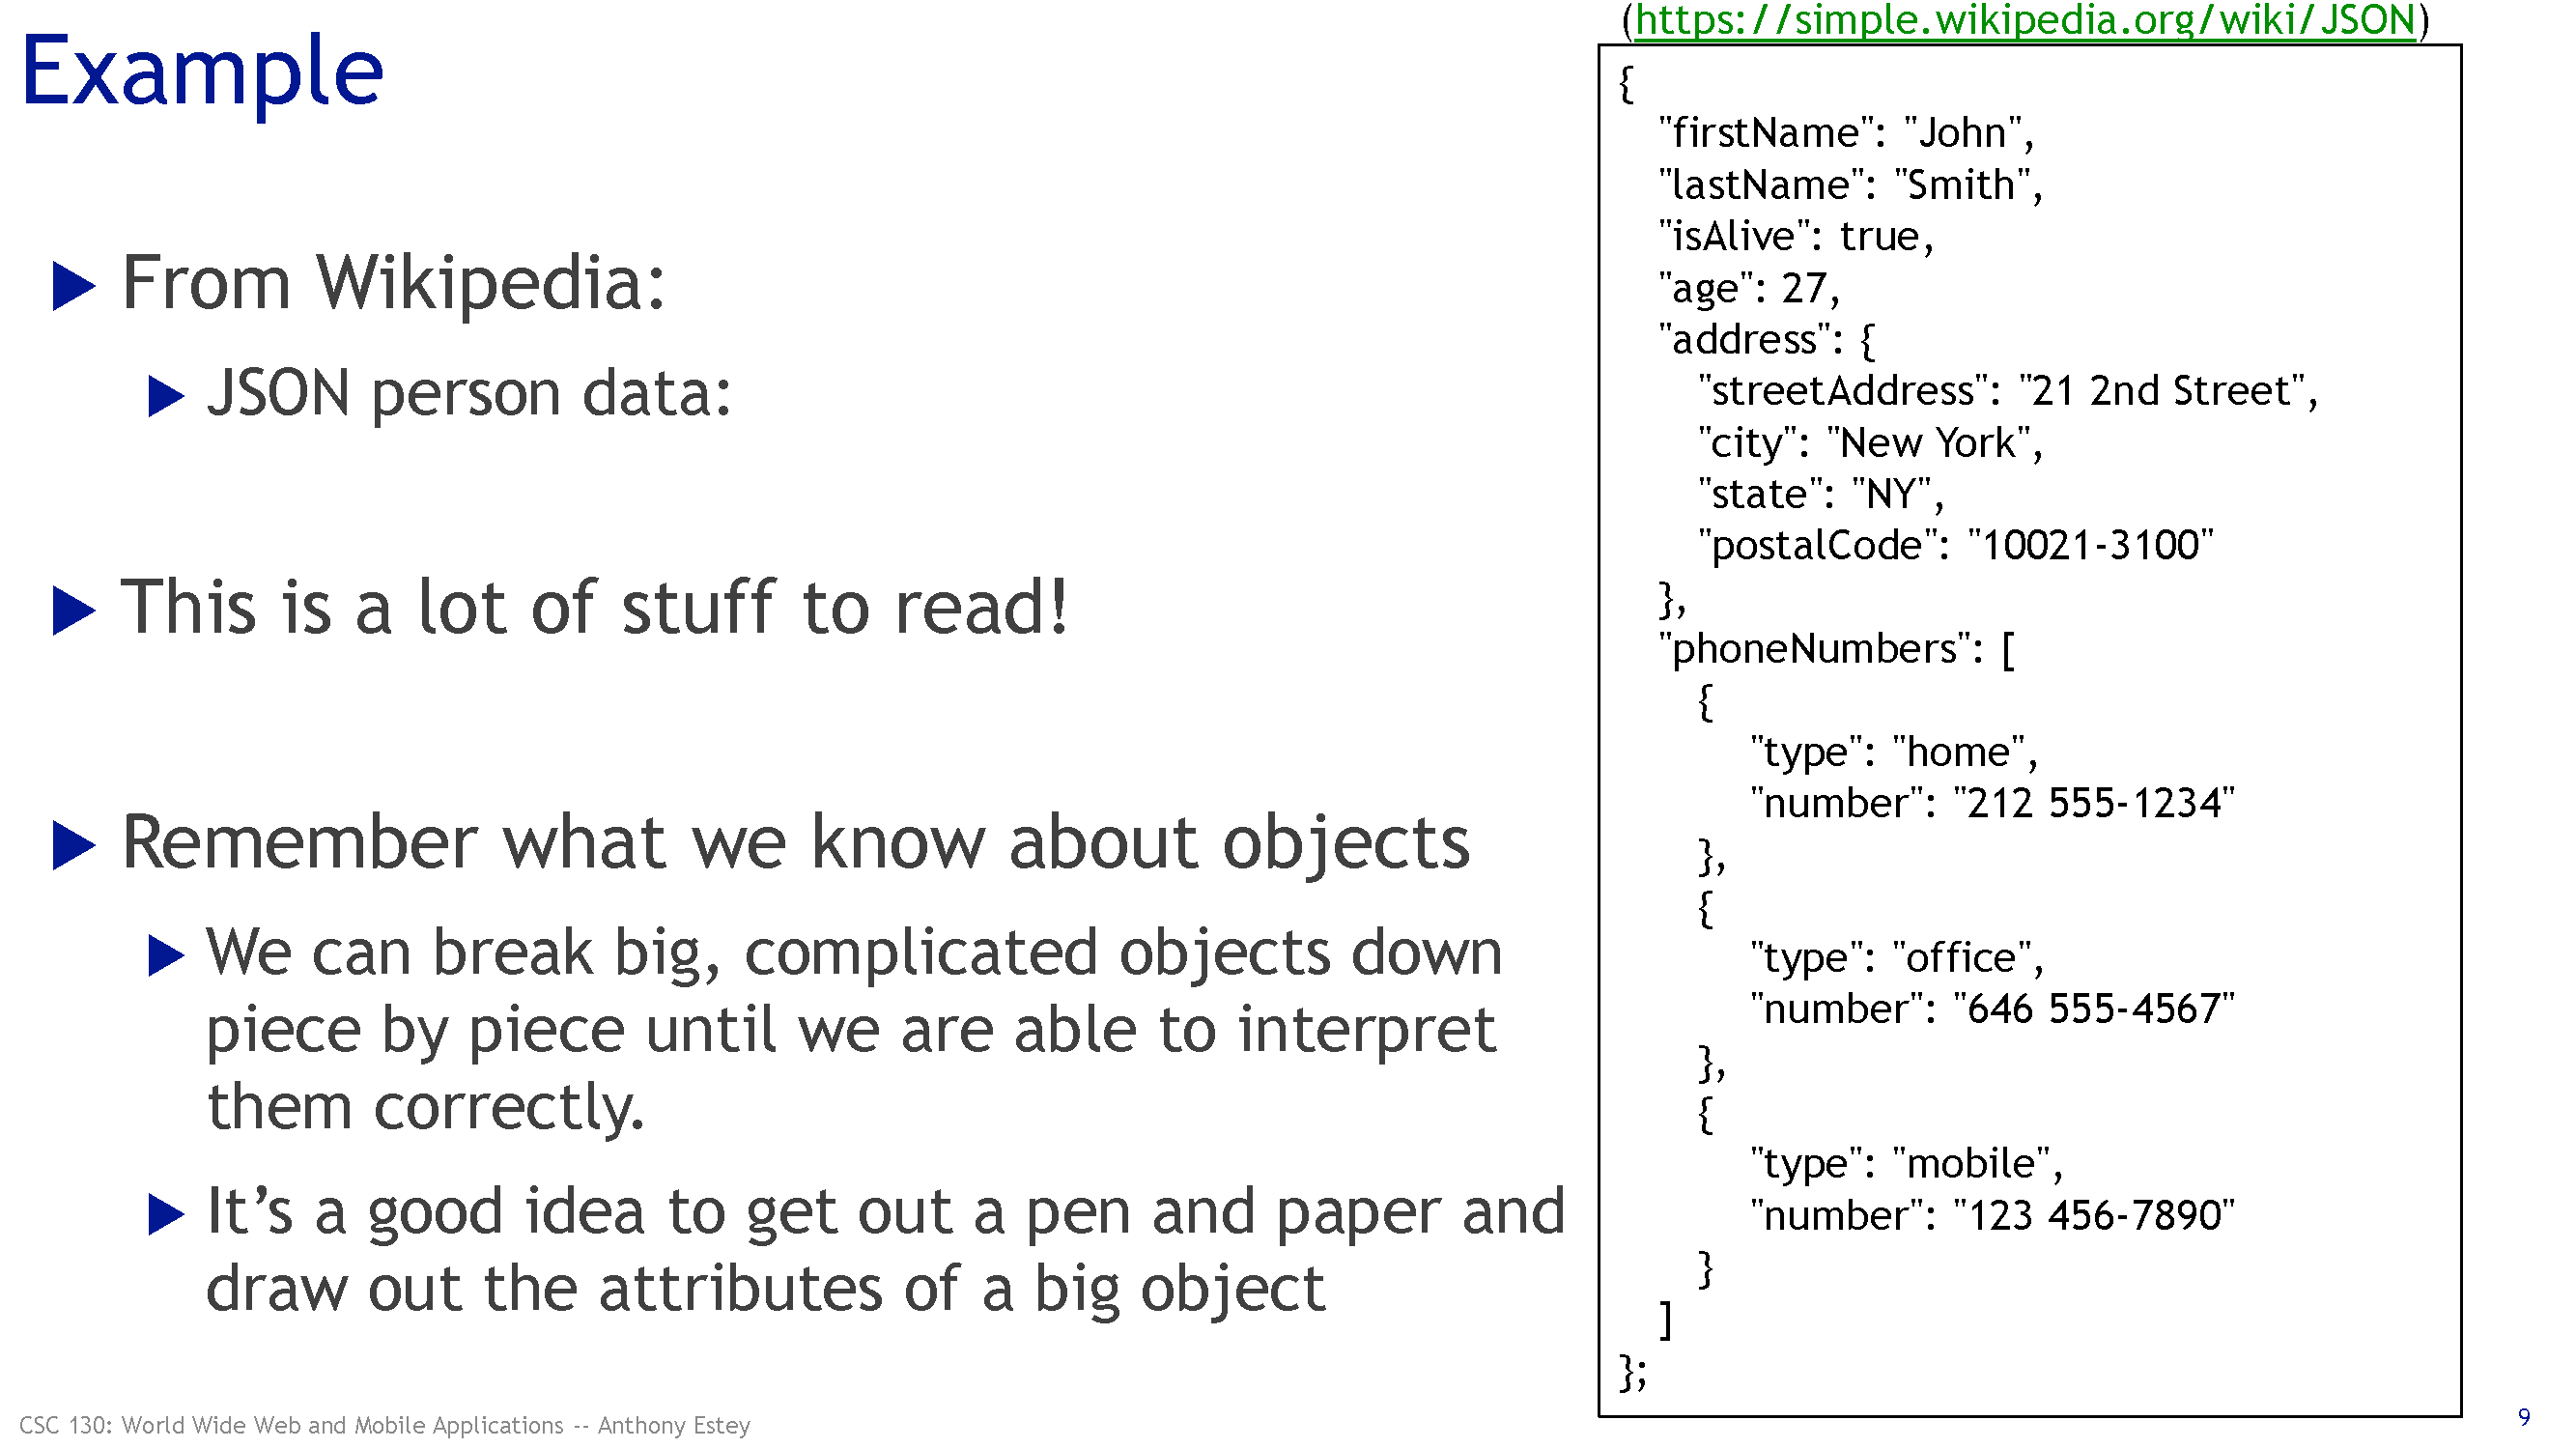 Example
From Wikipedia:
JSON person data:
This is a lot of stuff to read!
Remember what we know about objects
We can break big, complicated objects down
piece by piece until we are able to interpret
them correctly.
It’s a good idea to get out a pen and paper and
draw out the attributes of a big object
(https://simple.wikipedia.org/wiki/JSON)
{
"firstName": "John",
"lastName": "Smith",
"isAlive": true,
"age": 27,
"address": {
"streetAddress": "21 2nd Street",
"city": "New York",
"state": "NY",
"postalCode": "10021-3100"
},
"phoneNumbers": [
{
"type": "home",
"number": "212 555-1234"
},
{
"type": "office",
"number": "646 555-4567"
},
{
"type": "mobile",
"number": "123 456-7890"
}
]
};
CSC 130: World Wide Web and Mobile Applications -- Anthony Estey
9